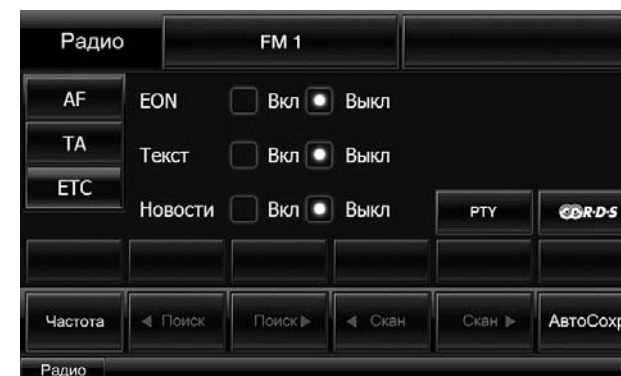 Радио FM 1
AF EON Вкл Выкл
TA Текст Вкл Выкл
ETC
Новости Вкл Выкл PTY R·D·S
Частота Поиск Поиск Скан Скан АвтоСохр
Радио